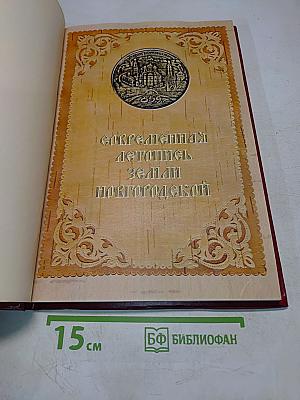 СОВРЕМЕННАЯ
ЛЕТОПИСЬ
ЗЕМЛИ
НОВГОРОДСКОЙ
15 см
БФ БИБЛИОФАН